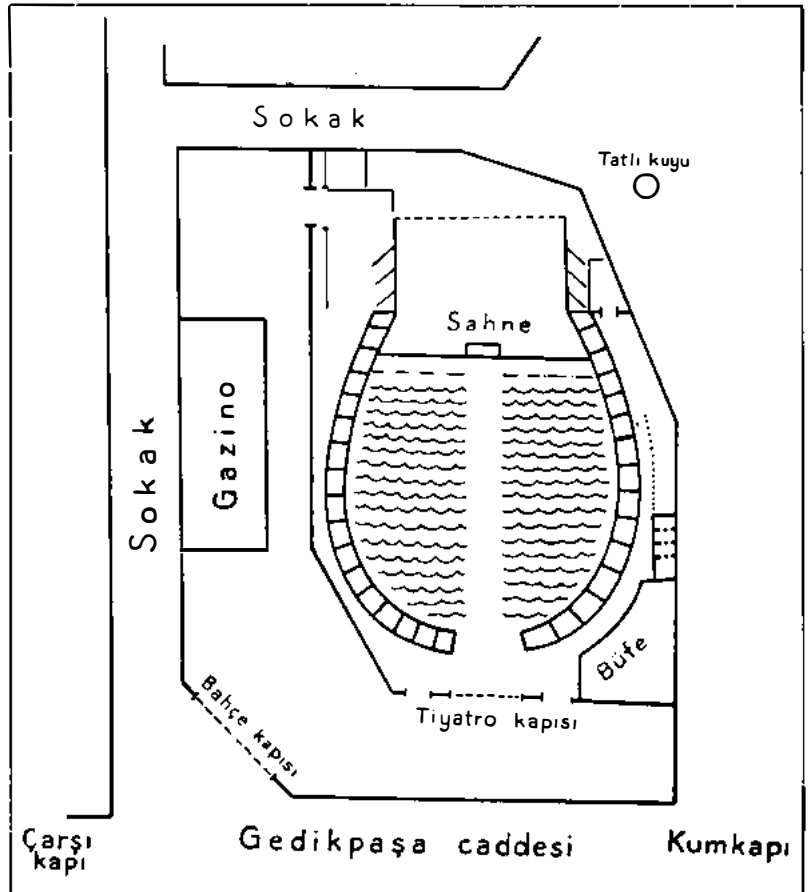 Sokak
Tatlı kuyu
Sahne
Gazino
Sokak
Büfe
Bahçe kapısı
Tiyatro kapısı
Çarşı
kapı
Gedikpaşa caddesi
Kumkapı